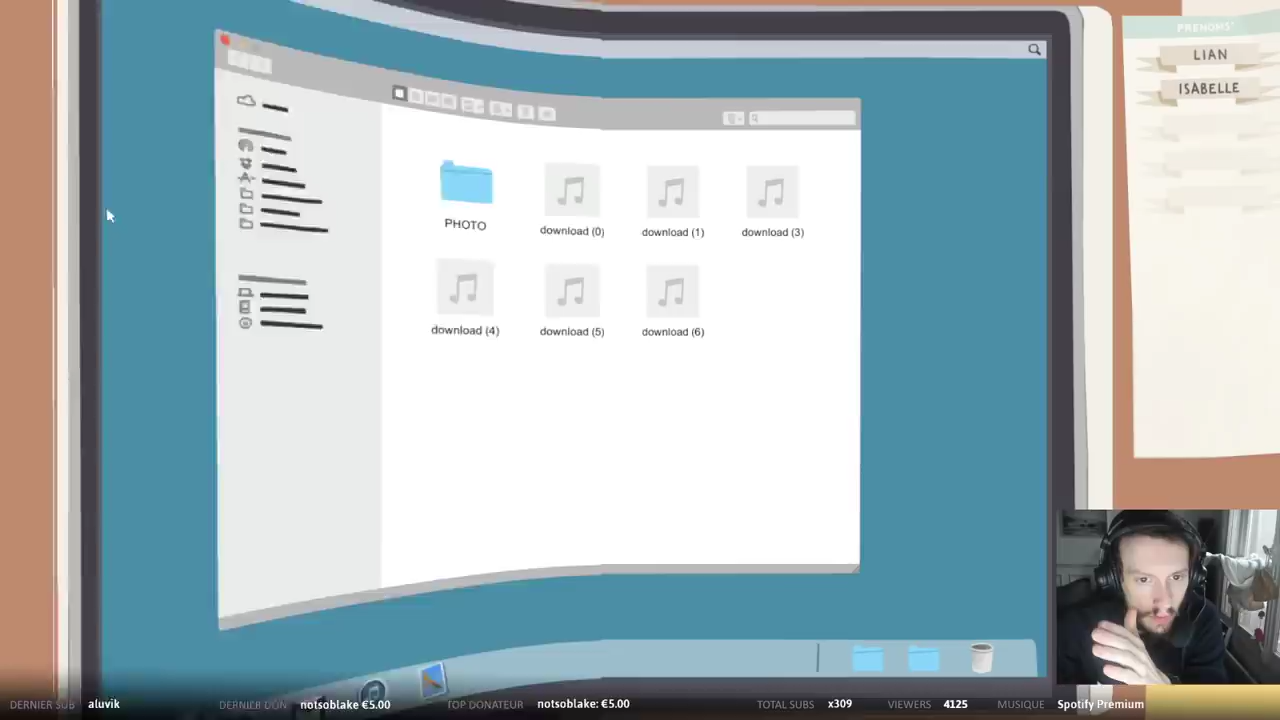 PRENOMS
LIAN
ISABELLE
PHOTO
download (0)
download (1)
download (3)
download (4)
download (5)
download (6)
DERNIER SUB aluvik
DERNIER DON notsoblake €5.00
TOP DONATEUR notsoblake: €5.00
TOTAL SUBS x309
VIEWERS 4125
MUSIQUE Spotify Premium